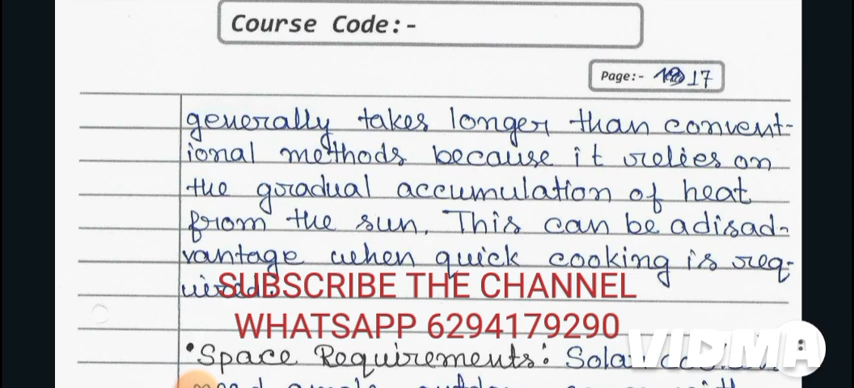 Course Code:-
Page:- 17
generally takes longer than convent-
ional methods because it relies on
the gradual accumulation of heat
from the sun. This can be a disad-
vantage when quick cooking is req-
SUBSCRIBE THE CHANNEL
WHATSAPP 6294179290
VIDMA
• Space Requirements: Solar